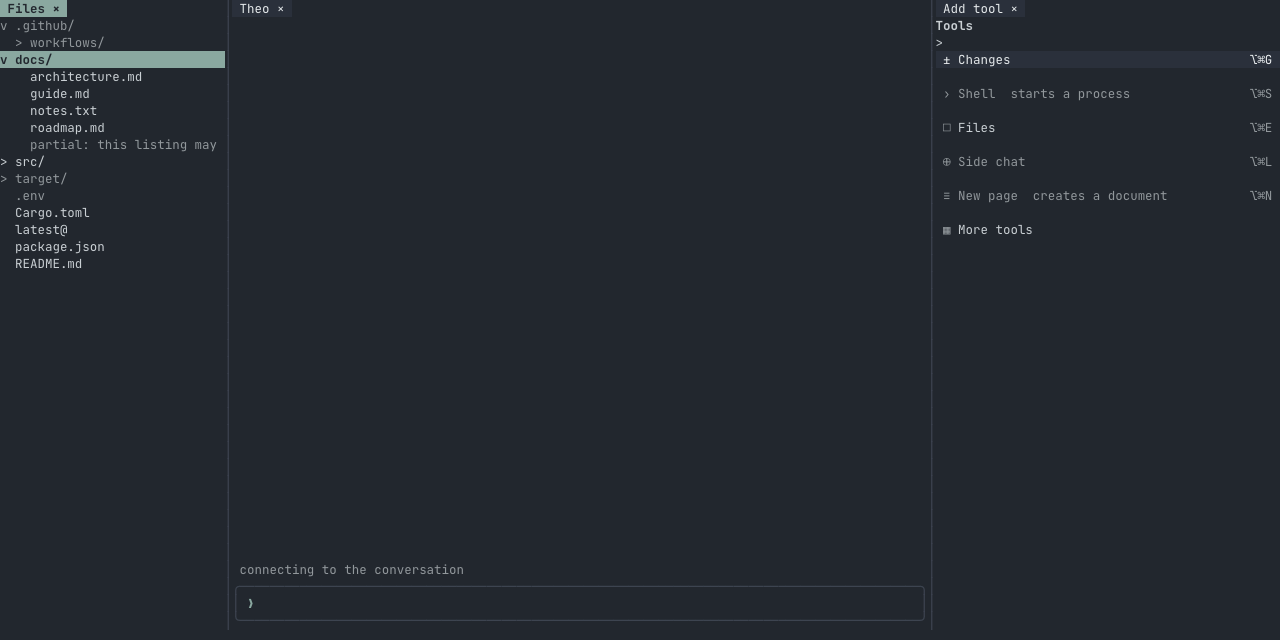 Files ×
v .github/
> workflows/
v docs/
architecture.md
guide.md
notes.txt
roadmap.md
partial: this listing may
> src/
> target/
.env
Cargo.toml
latest@
package.json
README.md
Theo ×
connecting to the conversation
❯
Add tool ×
Tools
>
± Changes ⌥⌘G
› Shell starts a process ⌥⌘S
□ Files ⌥⌘E
⊕ Side chat ⌥⌘L
≡ New page creates a document ⌥⌘N
▦ More tools